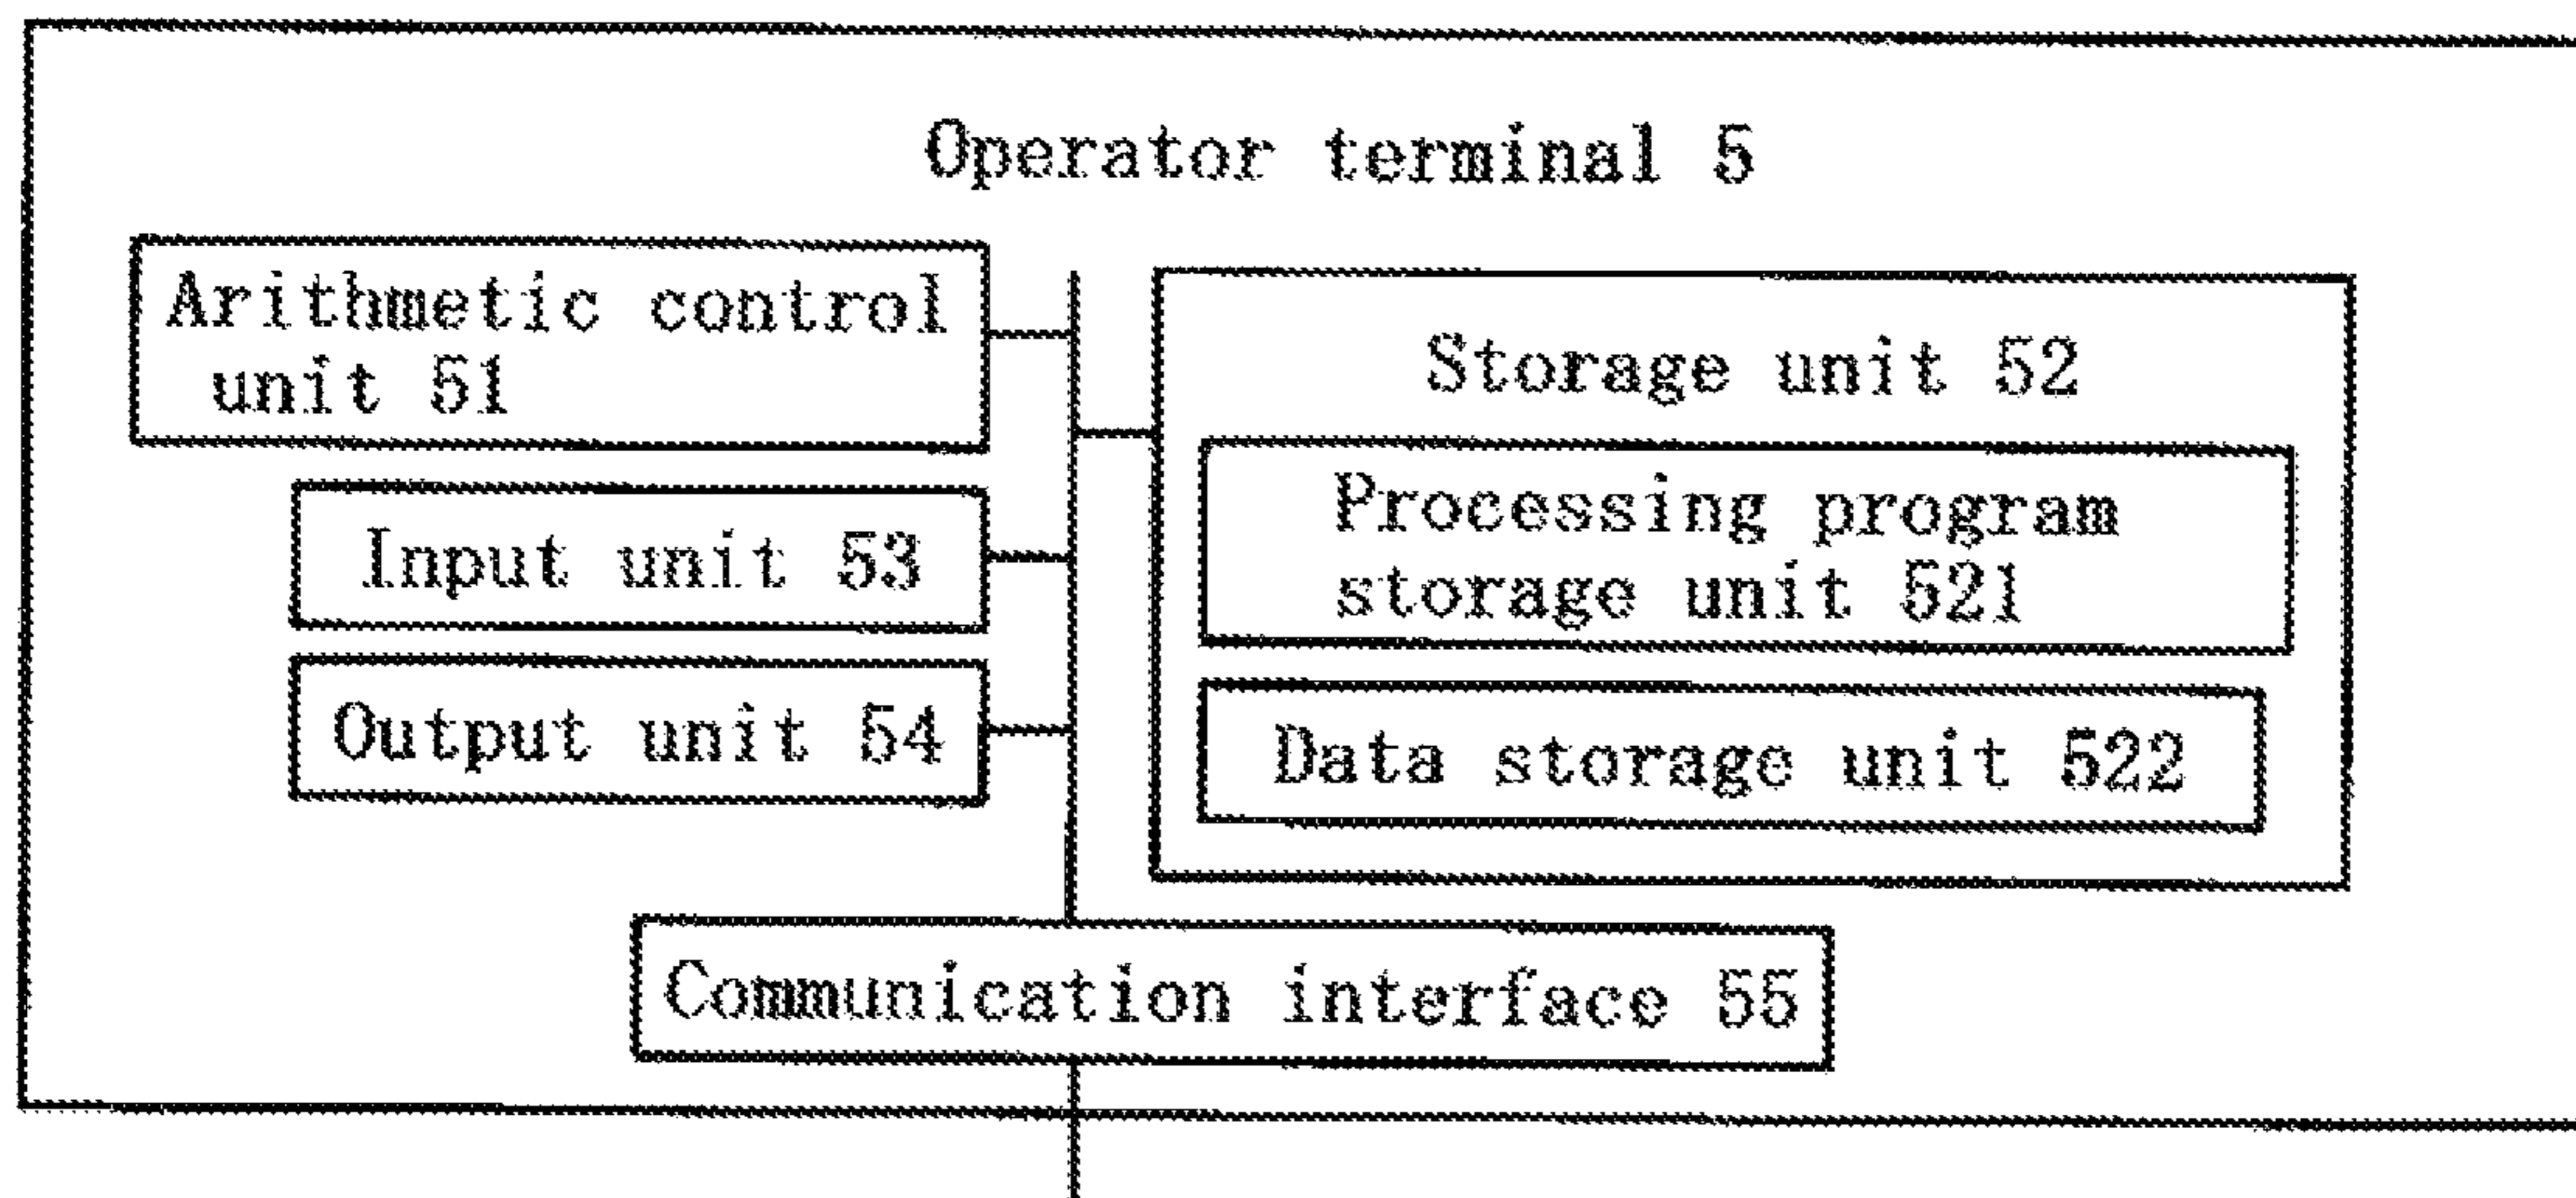 Operator terminal 5
Arithmetic control
unit 51
Input unit 53
Output unit 54
Storage unit 52
Processing program
storage unit 521
Data storage unit 522
Communication interface 55